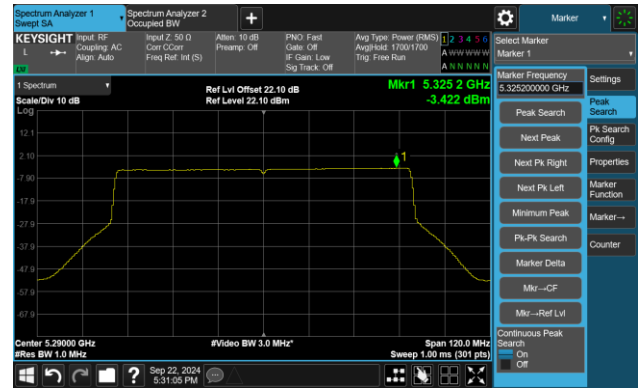 Spectrum Analyzer 1
Swept SA
Spectrum Analyzer 2
Occupied BW
+
Marker
KEYSIGHT
L
LXI
Input: RF
Coupling: AC
Align: Auto
Input Z: 50 Ω
Corr CCorr
Freq Ref: Int (S)
Atten: 10 dB
Preamp: Off
PNO: Fast
Gate: Off
IF Gain: Low
Sig Track: Off
Avg Type: Power (RMS)
Avg|Hold: 1700/1700
Trig: Free Run
1 2 3 4 5 6
A W W W W W
A N N N N N
Select Marker
Marker 1
1 Spectrum
Scale/Div 10 dB
Log
Ref Lvl Offset 22.10 dB
Ref Level 22.10 dBm
Mkr1 5.325 2 GHz
-3.422 dBm
12.1
2.10
-7.90
-17.9
-27.9
-37.9
-47.9
-57.9
-67.9
1
Center 5.29000 GHz
#Res BW 1.0 MHz
#Video BW 3.0 MHz*
Span 120.0 MHz
Sweep 1.00 ms (301 pts)
Marker Frequency
5.325200000 GHz
Peak Search
Next Peak
Next Pk Right
Next Pk Left
Minimum Peak
Pk-Pk Search
Marker Delta
Mkr→CF
Mkr→Ref Lvl
Continuous Peak
Search
On
Off
Settings
Peak
Search
Pk Search
Config
Properties
Marker
Function
Marker→
Counter
?
Sep 22, 2024
5:31:05 PM